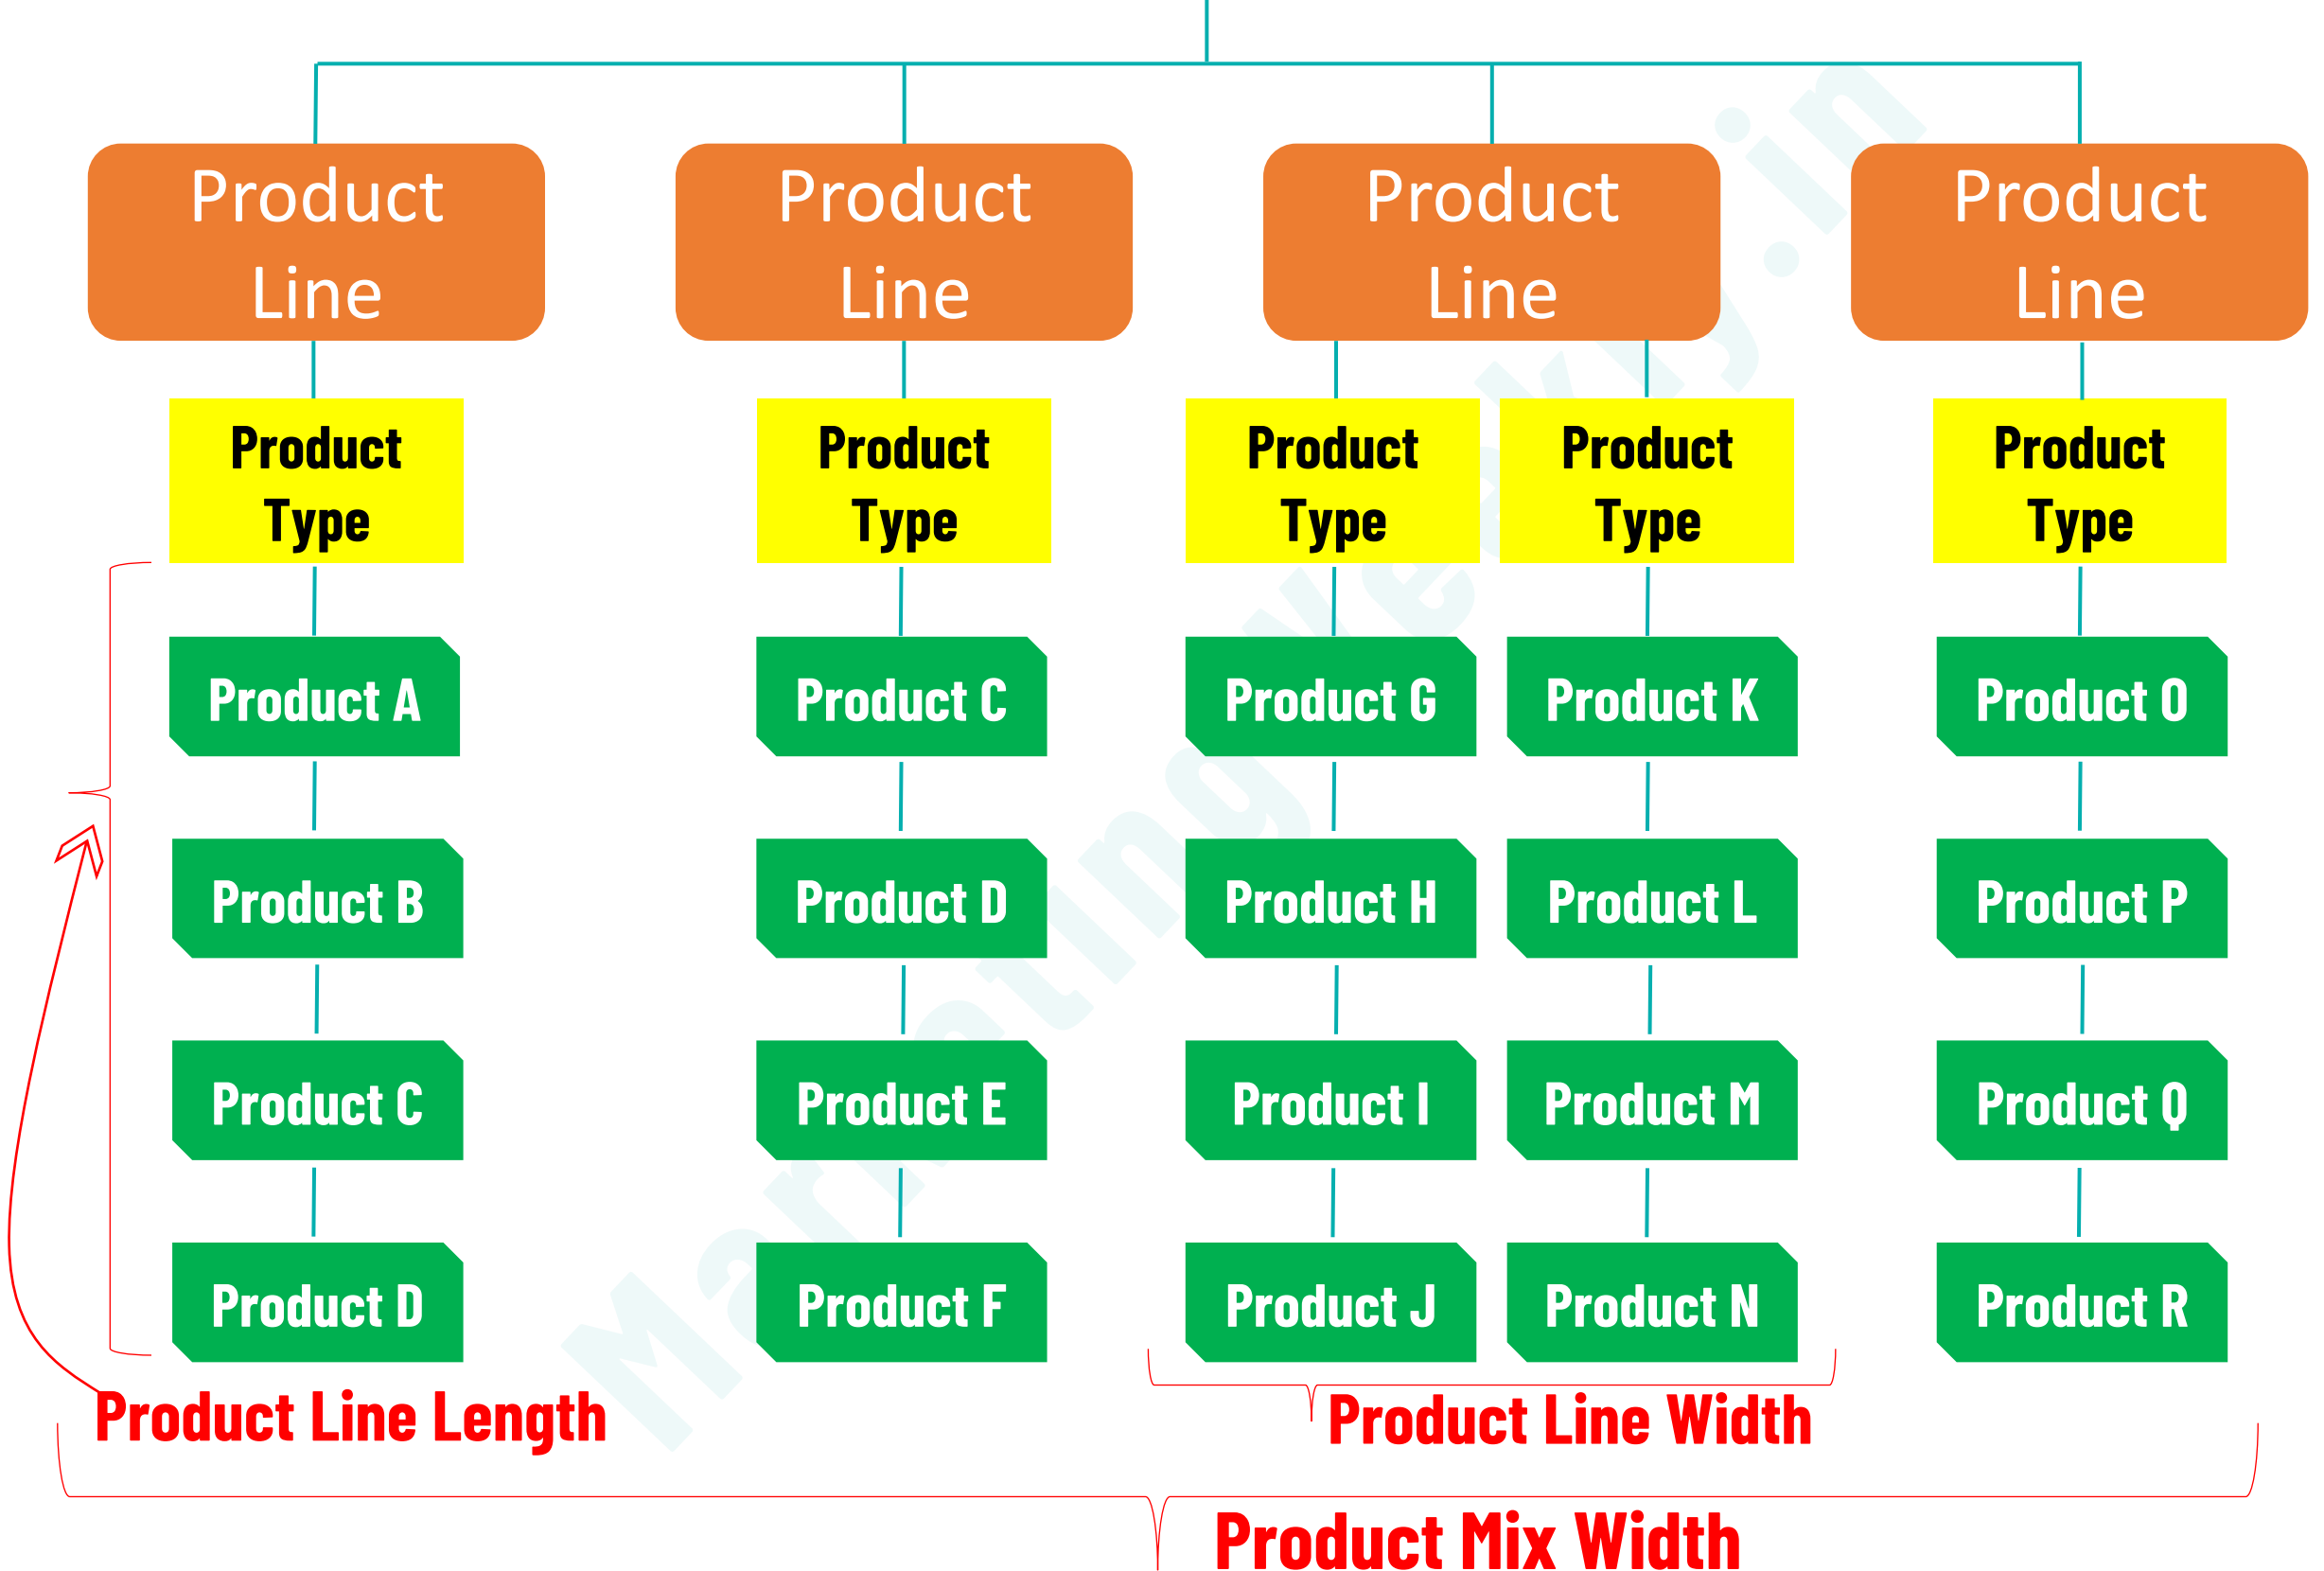 Product
Line
Product
Line
Product
Line
Product
Line
Product
Type
Product
Type
Product
Type
Product
Type
Product
Type
Product A
Product C
Product G
Product K
Product O
Product B
Product D
Product H
Product L
Product P
Product C
Product E
Product I
Product M
Product Q
Product D
Product F
Product J
Product N
Product R
Product Line Length
Product Line Width
Product Mix Width